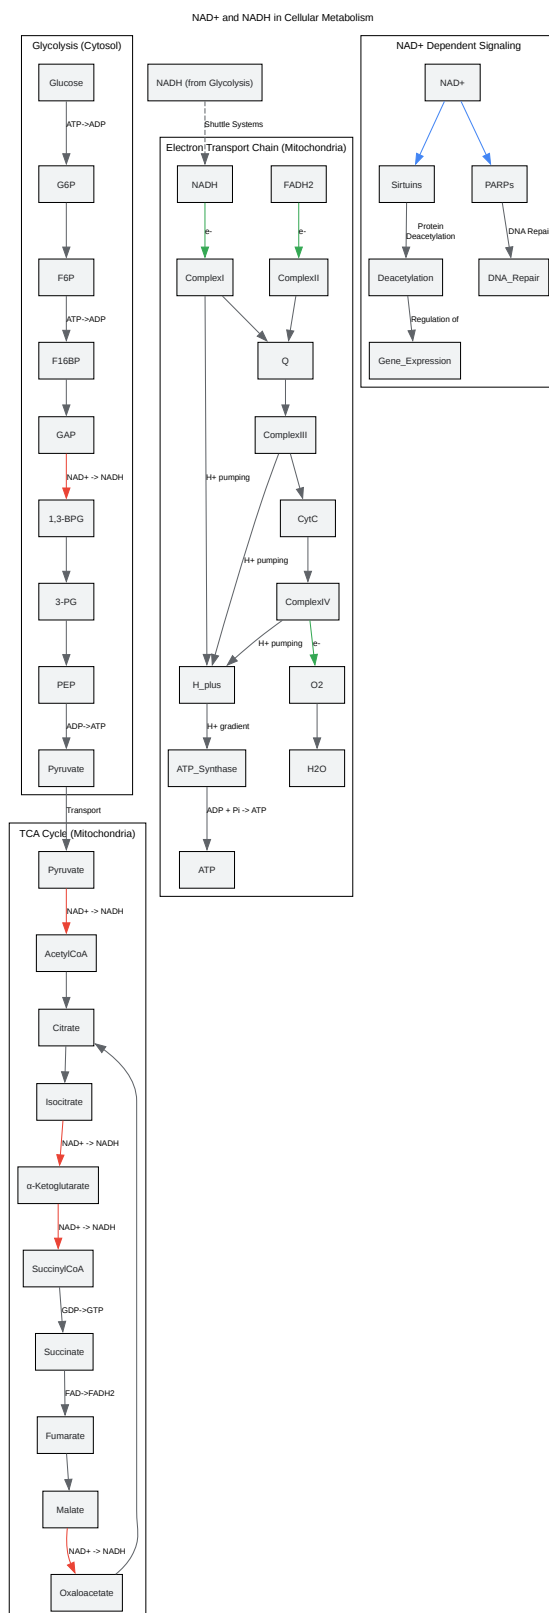 NAD+ and NADH in Cellular Metabolism
Glycolysis (Cytosol)
Glucose
ATP->ADP
G6P
F6P
ATP->ADP
F16BP
GAP
NAD+ -> NADH
1,3-BPG
3-PG
PEP
ADP->ATP
Pyruvate
Transport
TCA Cycle (Mitochondria)
Pyruvate
NAD+ -> NADH
AcetylCoA
Citrate
Isocitrate
NAD+ -> NADH
α-Ketoglutarate
NAD+ -> NADH
SuccinylCoA
GDP->GTP
Succinate
FAD->FADH2
Fumarate
Malate
NAD+ -> NADH
Oxaloacetate
NADH (from Glycolysis)
Shuttle Systems
Electron Transport Chain (Mitochondria)
NADH
FADH2
e-
e-
ComplexI
ComplexII
Q
ComplexIII
H+ pumping
CytC
H+ pumping
ComplexIV
H+ pumping
e-
H_plus
O2
H+ gradient
ATP_Synthase
H2O
ADP + Pi -> ATP
ATP
NAD+ Dependent Signaling
NAD+
Sirtuins
PARPs
Protein
Deacetylation
DNA Repair
Deacetylation
DNA_Repair
Regulation of
Gene_Expression